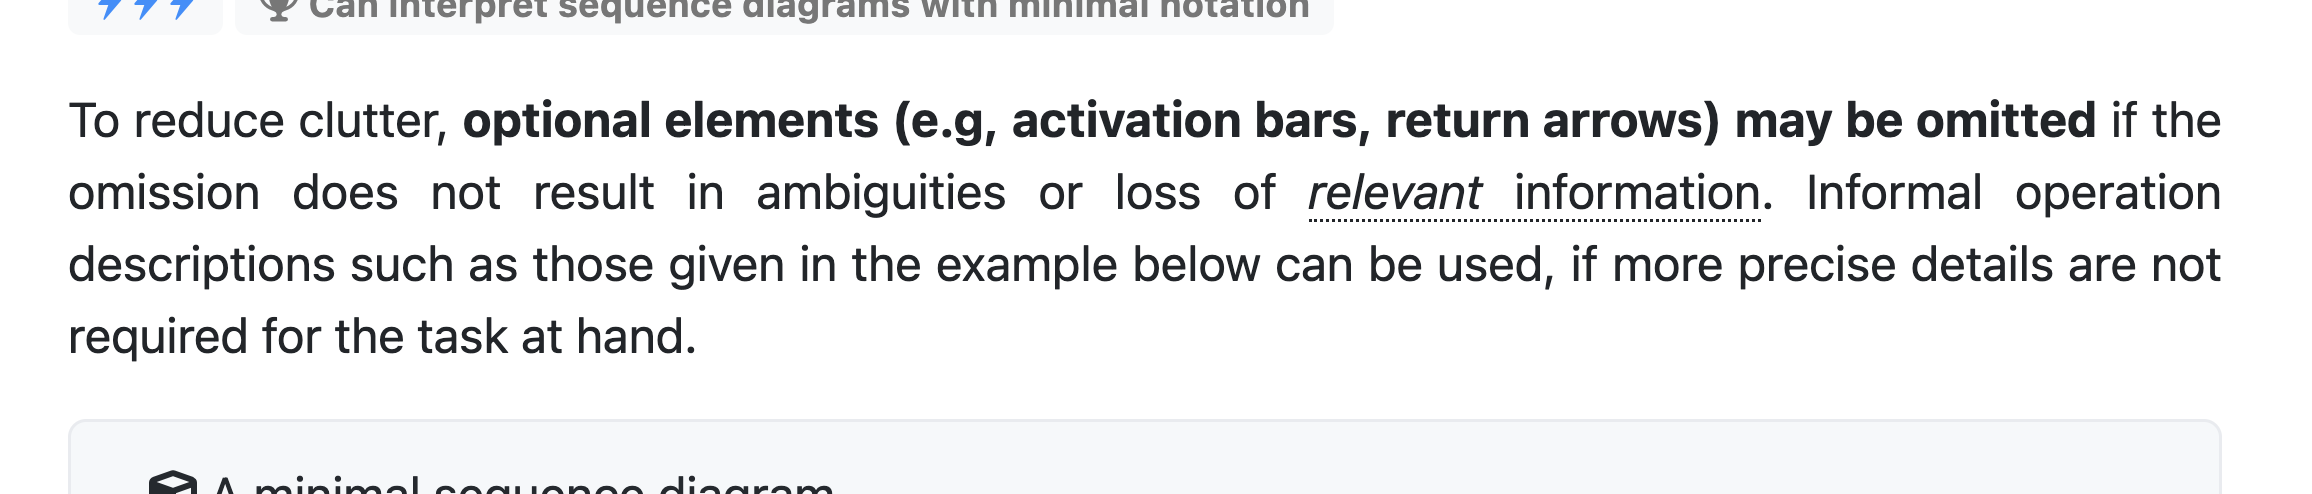 Can interpret sequence diagrams with minimal notation
To reduce clutter, optional elements (e.g, activation bars, return arrows) may be omitted if the
omission does not result in ambiguities or loss of relevant information. Informal operation
descriptions such as those given in the example below can be used, if more precise details are not
required for the task at hand.
A minimal sequence diagram